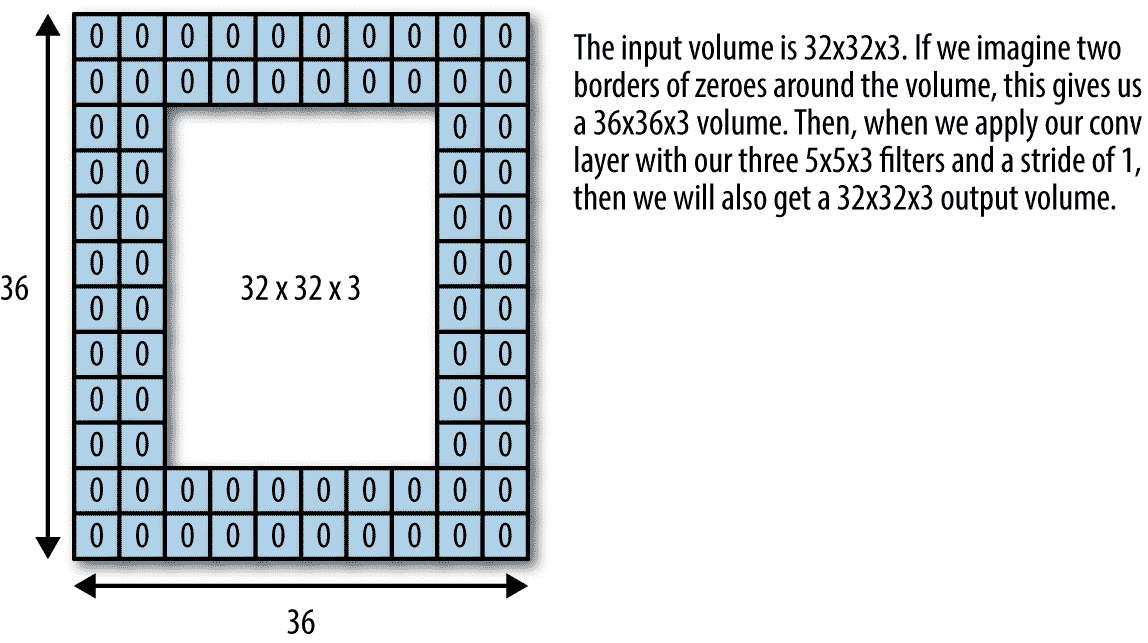 0 0 0 0 0 0 0 0 0 0
0 0 0 0 0 0 0 0 0 0
0 0 0 0
0 0 0 0
0 0 0 0
0 0 0 0
0 0 0 0
0 0 0 0
0 0 0 0
0 0 0 0
0 0 0 0 0 0 0 0 0 0
0 0 0 0 0 0 0 0 0 0
36
32 x 32 x 3
36
The input volume is 32x32x3. If we imagine two
borders of zeroes around the volume, this gives us
a 36x36x3 volume. Then, when we apply our conv
layer with our three 5x5x3 filters and a stride of 1,
then we will also get a 32x32x3 output volume.